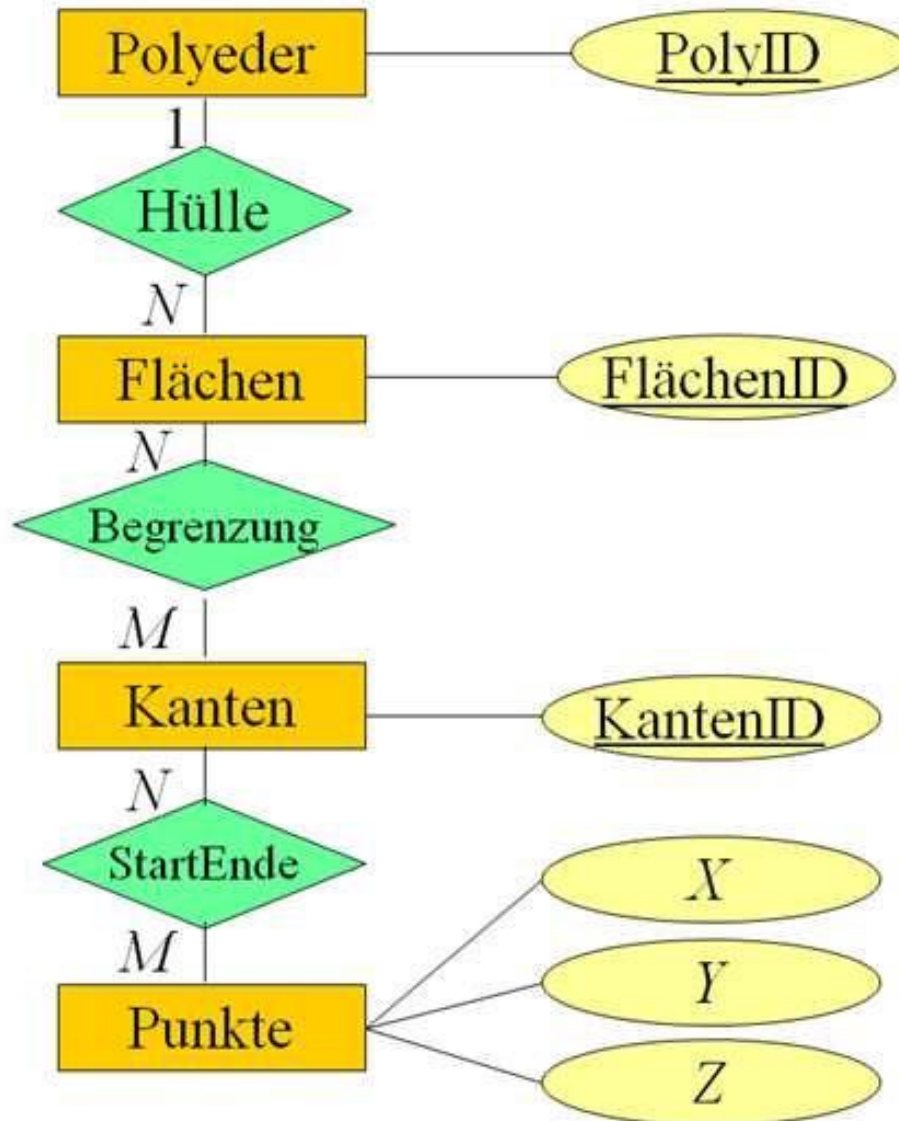 Polyeder PolyID
1
Hülle
N
Flächen FlächenID
N
Begrenzung
M
Kanten KantenID
N
StartEnde
X
M
Y
Punkte
Z